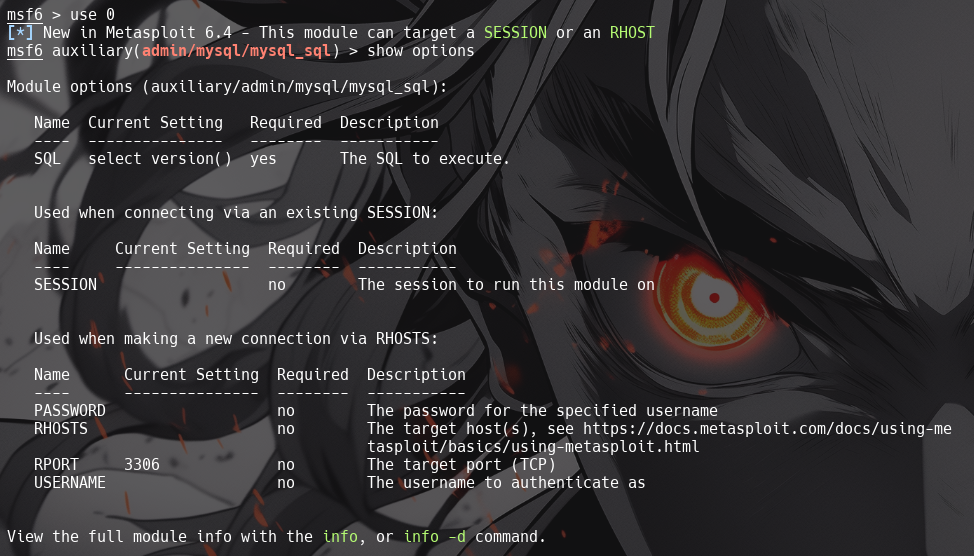 msf6 > use 0
[*] New in Metasploit 6.4 - This module can target a SESSION or an RHOST
msf6 auxiliary(admin/mysql/mysql_sql) > show options

Module options (auxiliary/admin/mysql/mysql_sql):

   Name  Current Setting   Required  Description
   ----  ---------------   --------  -----------
   SQL   select version()  yes       The SQL to execute.


   Used when connecting via an existing SESSION:

   Name     Current Setting  Required  Description
   ----     ---------------  --------  -----------
   SESSION                   no        The session to run this module on


   Used when making a new connection via RHOSTS:

   Name      Current Setting  Required  Description
   ----      ---------------  --------  -----------
   PASSWORD                   no        The password for the specified username
   RHOSTS                     no        The target host(s), see https://docs.metasploit.com/docs/using-me
                                        tasploit/basics/using-metasploit.html
   RPORT     3306             no        The target port (TCP)
   USERNAME                   no        The username to authenticate as


View the full module info with the info, or info -d command.